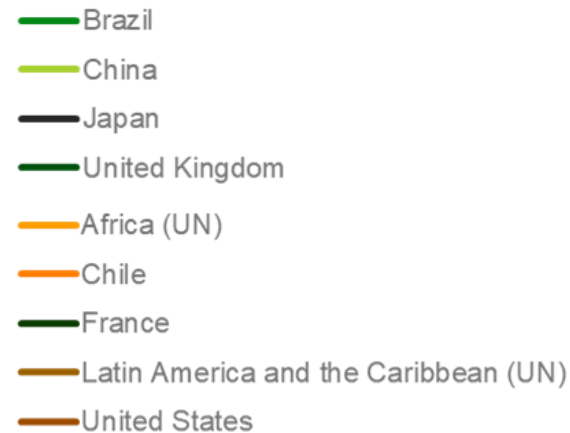 Brazil
China
Japan
United Kingdom
Africa (UN)
Chile
France
Latin America and the Caribbean (UN)
United States